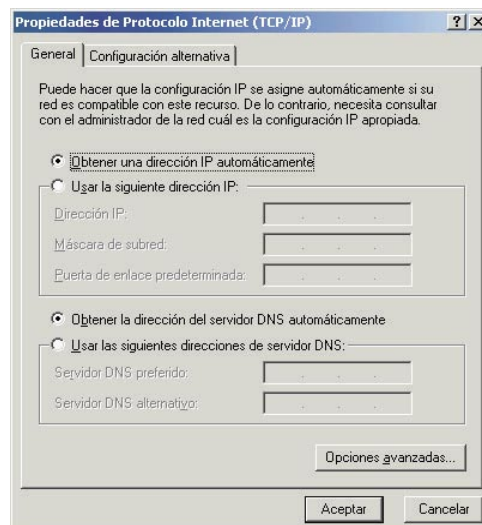 Propiedades de Protocolo Internet (TCP/IP)
General
Configuración alternativa
Puede hacer que la configuración IP se asigne automáticamente si su
red es compatible con este recurso. De lo contrario, necesita consultar
con el administrador de la red cuál es la configuración IP apropiada.
Obtener una dirección IP automáticamente
Usar la siguiente dirección IP:
Dirección IP:
Máscara de subred:
Puerta de enlace predeterminada:
Obtener la dirección del servidor DNS automáticamente
Usar las siguientes direcciones de servidor DNS:
Servidor DNS preferido:
Servidor DNS alternativo:
Opciones avanzadas...
Aceptar
Cancelar